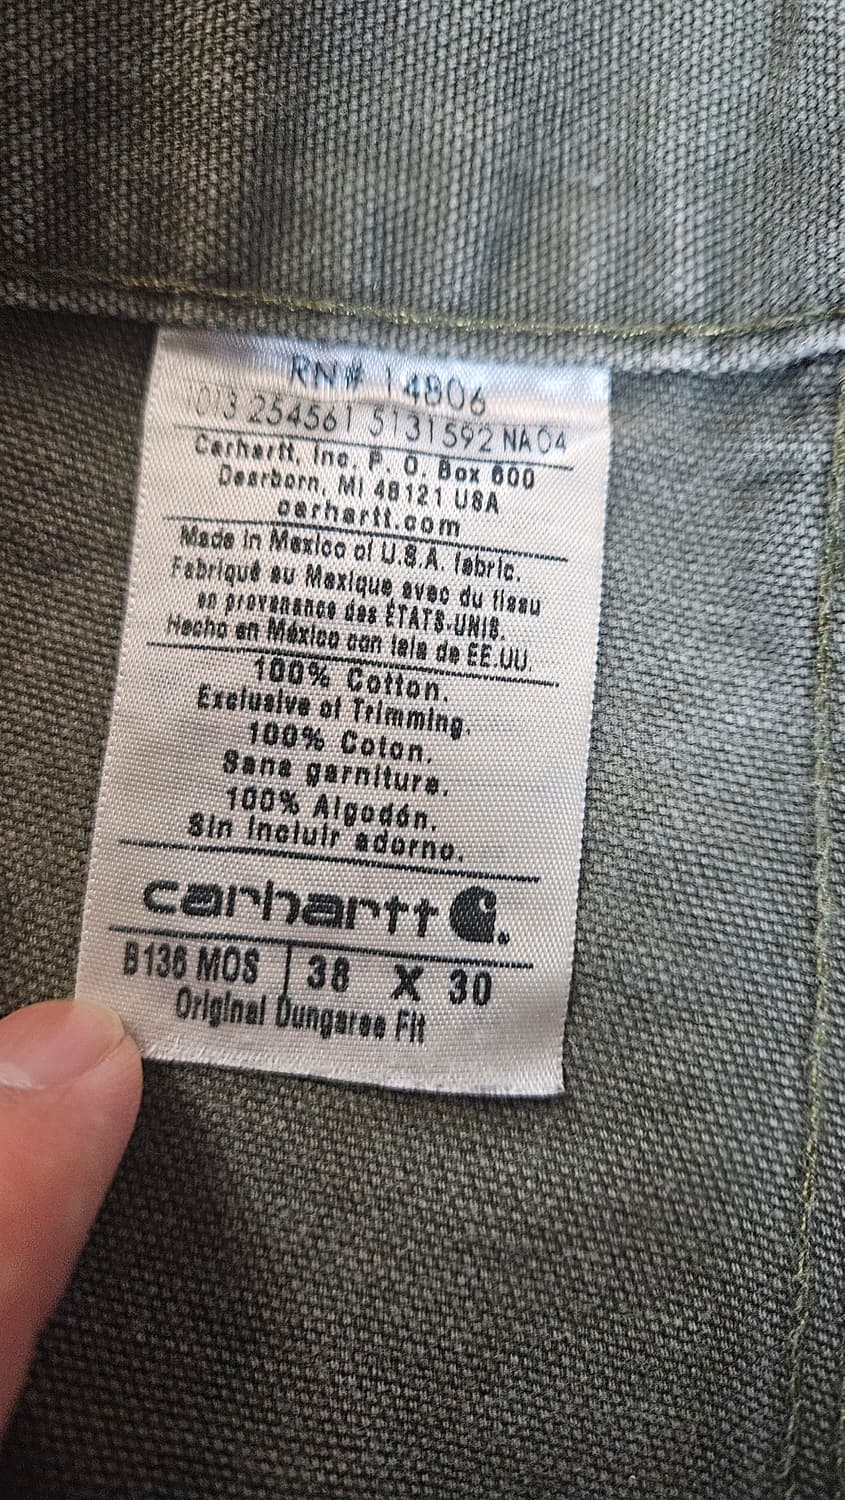 RN# 14806
1013 254561 5131592 NA 04
Carhartt, Inc. P. O. Box 600
Dearborn, MI 48121 USA
carhartt.com
Made in Mexico of U.S.A. fabric.
Fabriqué au Mexique avec du tissu
en provenance des ÉTATS-UNIS.
Hecho en México con tela de EE.UU.
100% Cotton.
Exclusive of Trimming.
100% Coton.
Sans garniture.
100% Algodón.
Sin incluir adorno.
carhartt
B136 MOS 38 X 30
Original Dungaree Fit